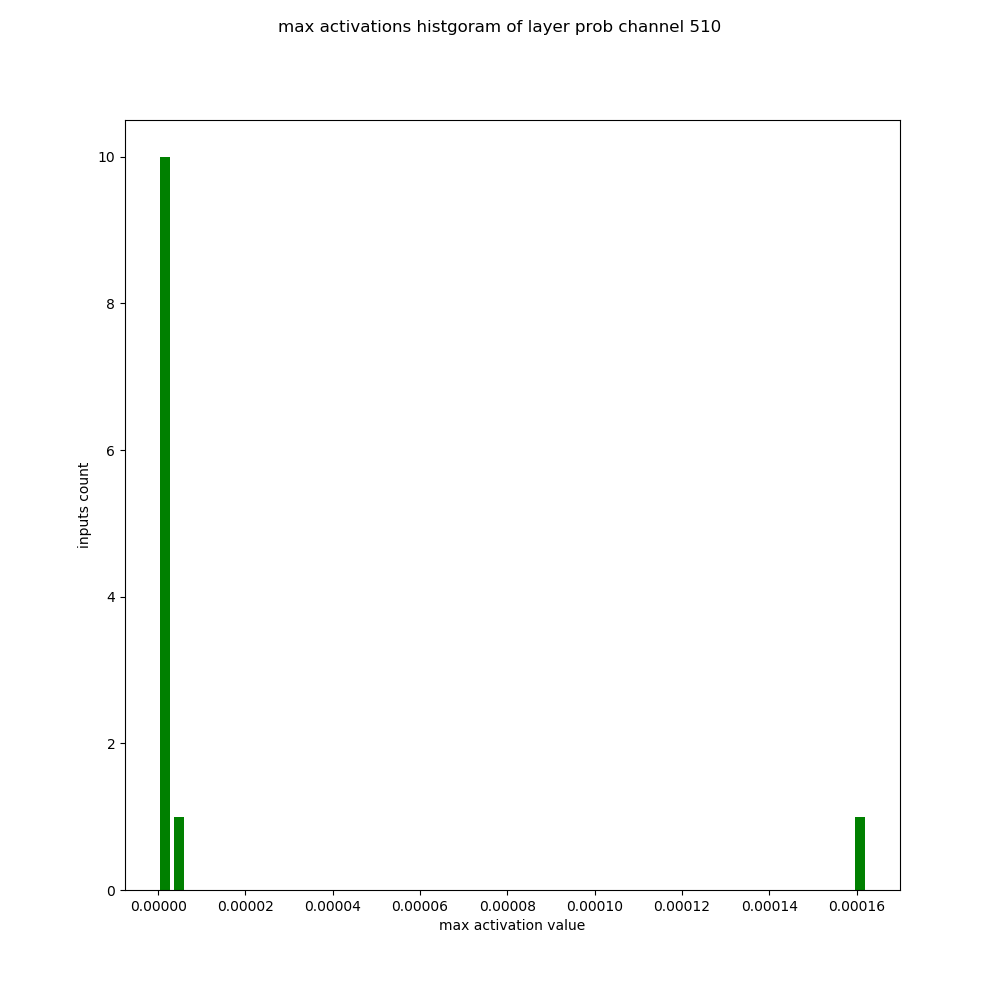 max activations histgoram of layer prob channel 510
10
8
6
4
2
0
inputs count
0.00000 0.00002 0.00004 0.00006 0.00008 0.00010 0.00012 0.00014 0.00016
max activation value